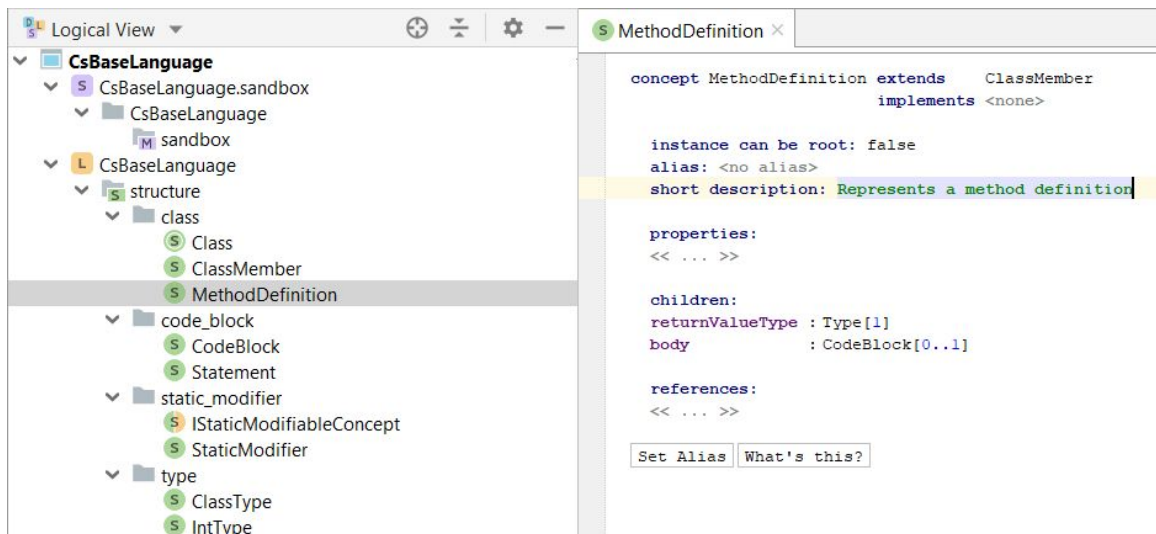 Logical View
CsBaseLanguage
CsBaseLanguage.sandbox
CsBaseLanguage
sandbox
CsBaseLanguage
structure
class
Class
ClassMember
MethodDefinition
code_block
CodeBlock
Statement
static_modifier
IStaticModifiableConcept
StaticModifier
type
ClassType
IntType
MethodDefinition
concept MethodDefinition extends ClassMember
implements <none>
instance can be root: false
alias: <no alias>
short description: Represents a method definition
properties:
<< ... >>
children:
returnValueType : Type[1]
body : CodeBlock[0..1]
references:
<< ... >>
Set Alias What's this?